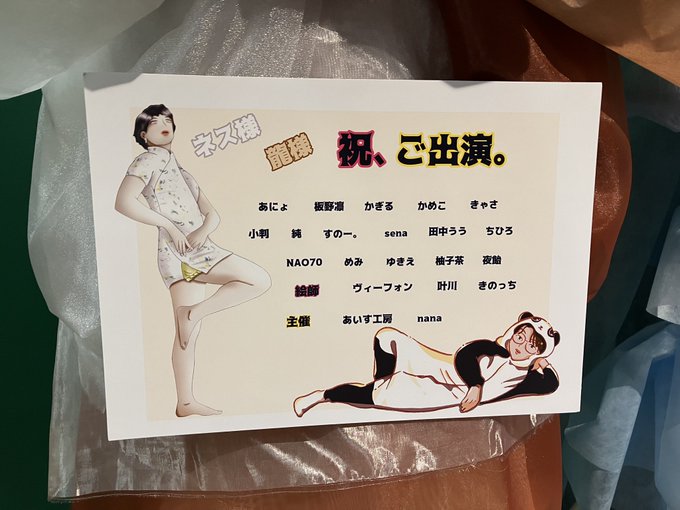 ネス様 龍様 祝、ご出演。
あにょ 板野凛 かぎる かめこ きゃさ
小判 純 すのー。 sena 田中うう ちひろ
NAO70 めみ ゆきえ 柚子茶 夜飴
絵師 ヴィーフォン 叶川 きのっち
主催 あいす工房 nana